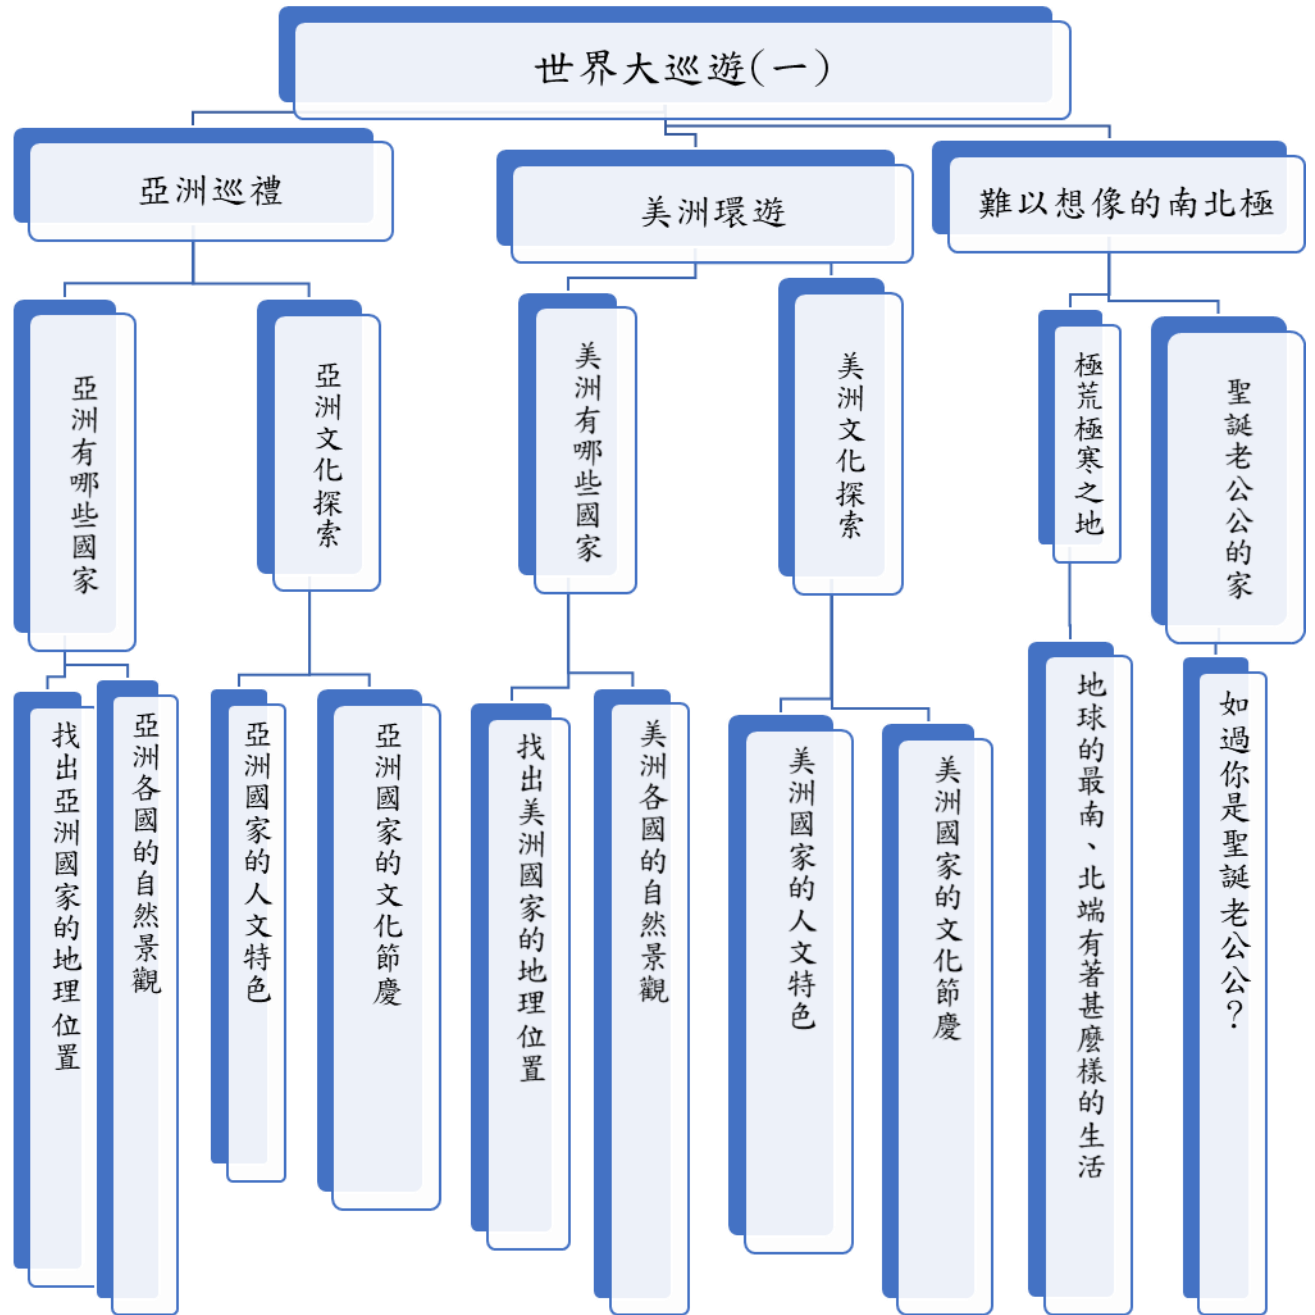 世界大巡遊(一)
亞洲巡禮
美洲環遊
難以想像的南北極
亞洲有哪些國家
亞洲文化探索
美洲有哪些國家
美洲文化探索
極荒極寒之地
聖誕老公公的家
找出亞洲國家的地理位置
亞洲各國的自然景觀
亞洲國家的人文特色
亞洲國家的文化節慶
找出美洲國家的地理位置
美洲各國的自然景觀
美洲國家的人文特色
美洲國家的文化節慶
地球的最南、北端有著甚麼樣的生活
如過你是聖誕老公公?